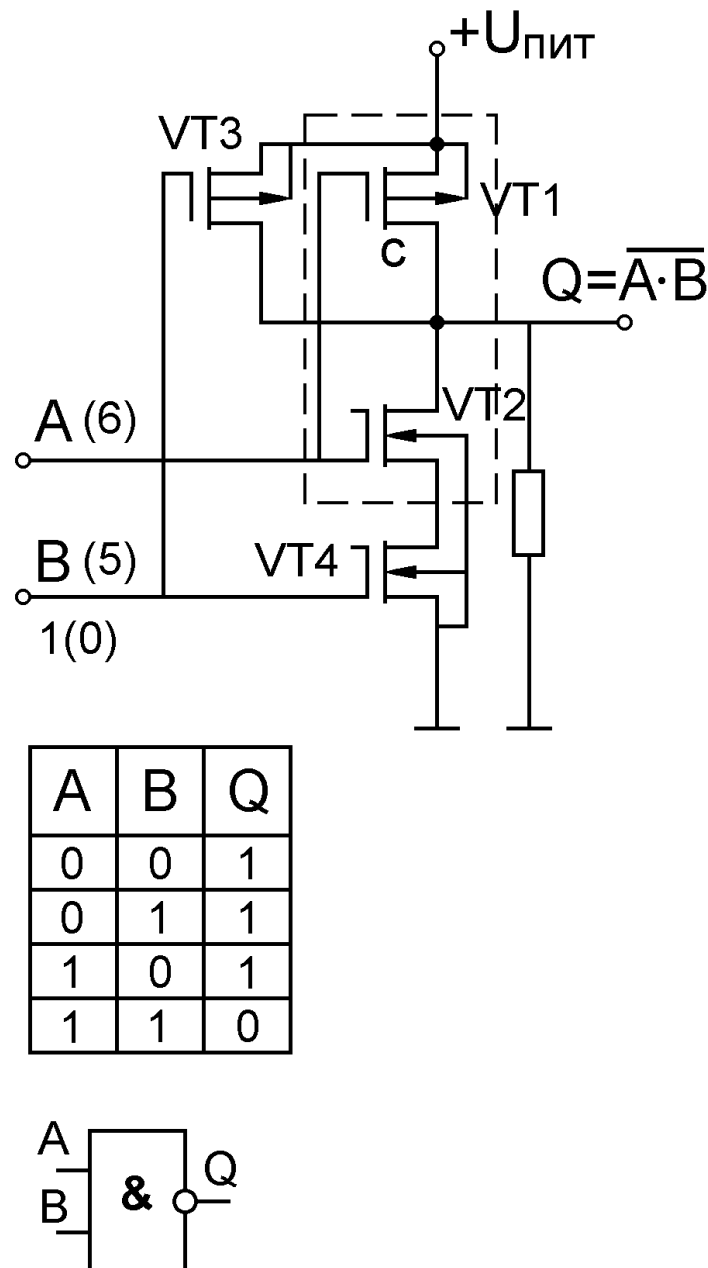 +Uпит
VT3
VT1
с
Q=A·B
VT2
A (6)
B (5)
VT4
1(0)
A B Q
0 0 1
0 1 1
1 0 1
1 1 0
A
B
&
Q